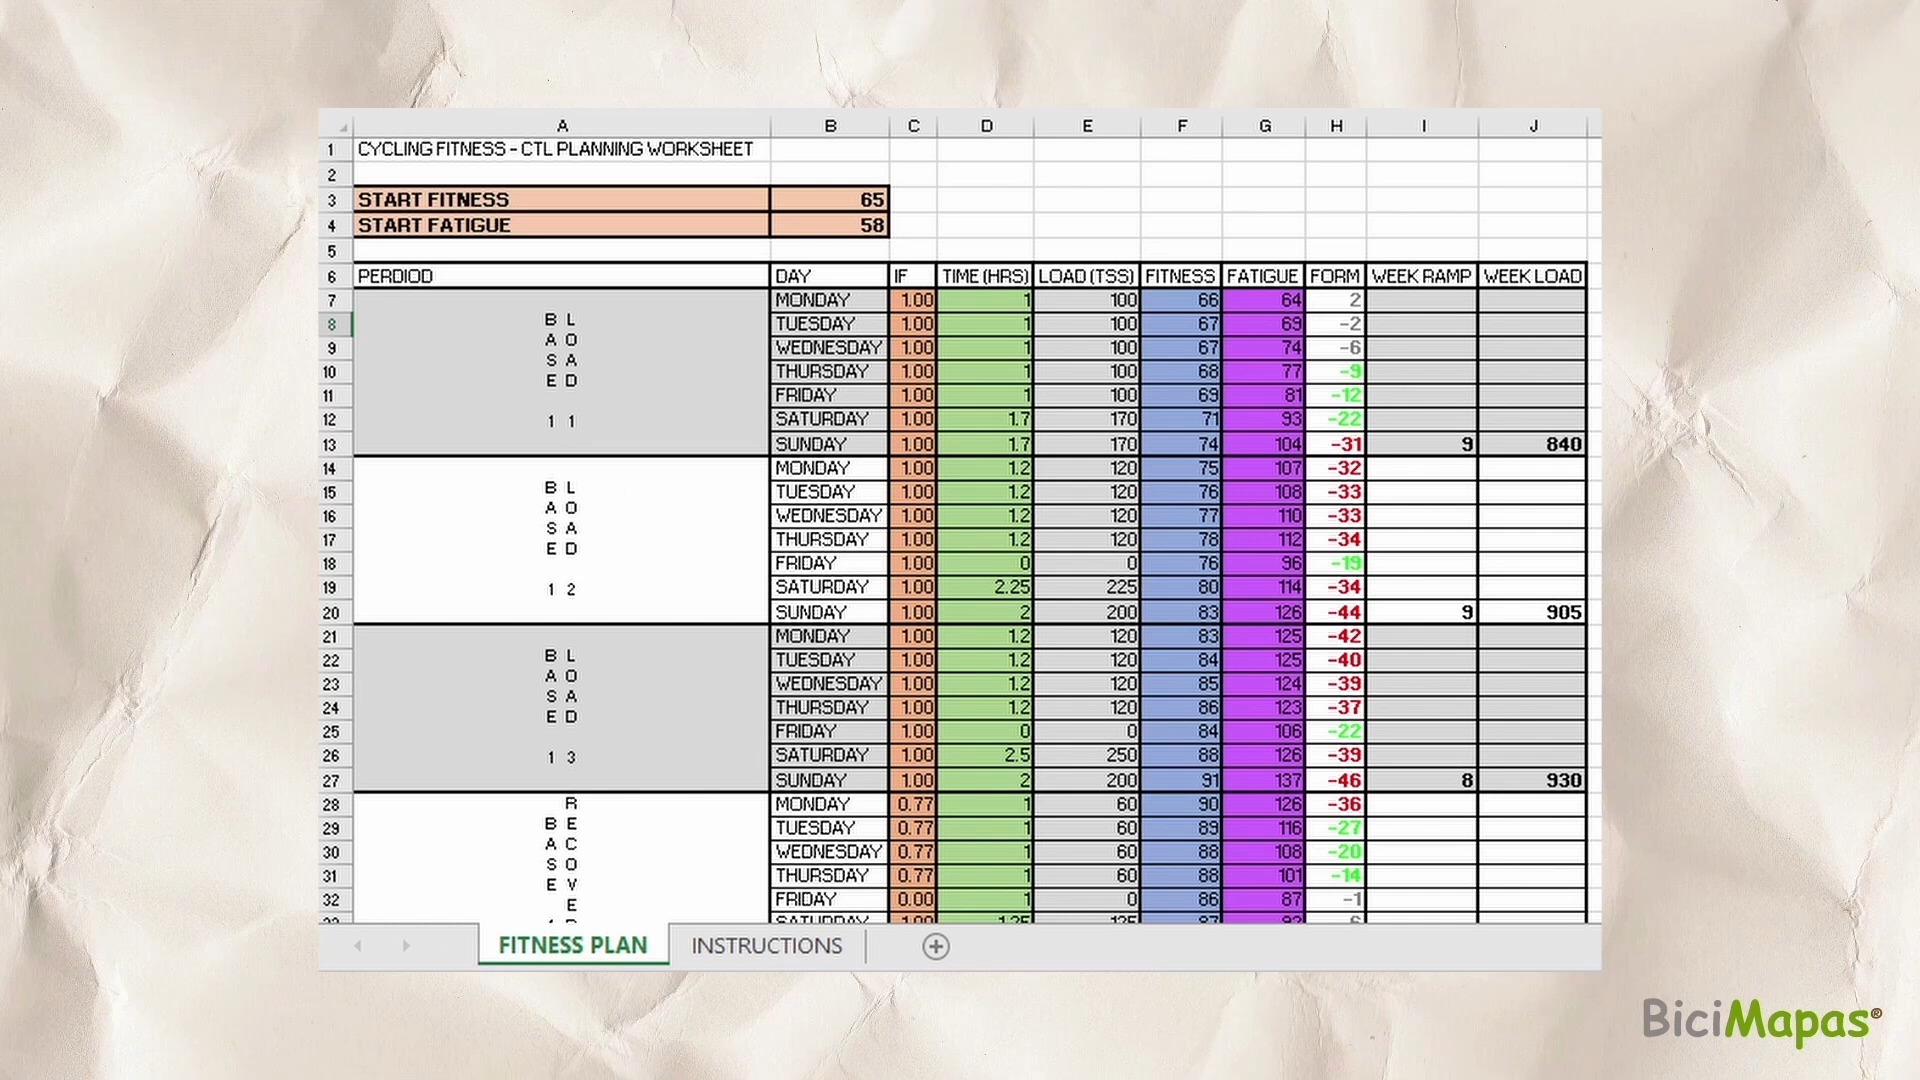 A B C D E F G H I J
1 CYCLING FITNESS - CTL PLANNING WORKSHEET
2
3 START FITNESS 65
4 START FATIGUE 58
5
6 PERDIOD DAY IF TIME (HRS) LOAD (TSS) FITNESS FATIGUE FORM WEEK RAMP WEEK LOAD
7 MONDAY 1.00 1 100 66 64 2
8 B L TUESDAY 1.00 1 100 67 69 -2
9 A O WEDNESDAY 1.00 1 100 67 74 -6
10 S A THURSDAY 1.00 1 100 68 77 -9
11 E D FRIDAY 1.00 1 100 69 81 -12
12 1 1 SATURDAY 1.00 1.7 170 71 93 -22
13 SUNDAY 1.00 1.7 170 74 104 -31 9 840
14 MONDAY 1.00 1.2 120 75 107 -32
15 B L TUESDAY 1.00 1.2 120 76 108 -33
16 A O WEDNESDAY 1.00 1.2 120 77 110 -33
17 S A THURSDAY 1.00 1.2 120 78 112 -34
18 E D FRIDAY 1.00 0 0 76 96 -19
19 1 2 SATURDAY 1.00 2.25 225 80 114 -34
20 SUNDAY 1.00 2 200 83 126 -44 9 905
21 MONDAY 1.00 1.2 120 83 125 -42
22 B L TUESDAY 1.00 1.2 120 84 125 -40
23 A O WEDNESDAY 1.00 1.2 120 85 124 -39
24 S A THURSDAY 1.00 1.2 120 86 123 -37
25 E D FRIDAY 1.00 0 0 84 106 -22
26 1 3 SATURDAY 1.00 2.5 250 88 126 -39
27 SUNDAY 1.00 2 200 91 137 -46 8 930
28 R MONDAY 0.77 1 60 90 126 -36
29 B E TUESDAY 0.77 1 60 89 116 -27
30 A C WEDNESDAY 0.77 1 60 88 108 -20
31 S O THURSDAY 0.77 1 60 88 101 -14
32 E V FRIDAY 0.00 1 0 86 87 -1
E
SATURDAY 1.00 1.25 125 87
FITNESS PLAN INSTRUCTIONS
BiciMapas®